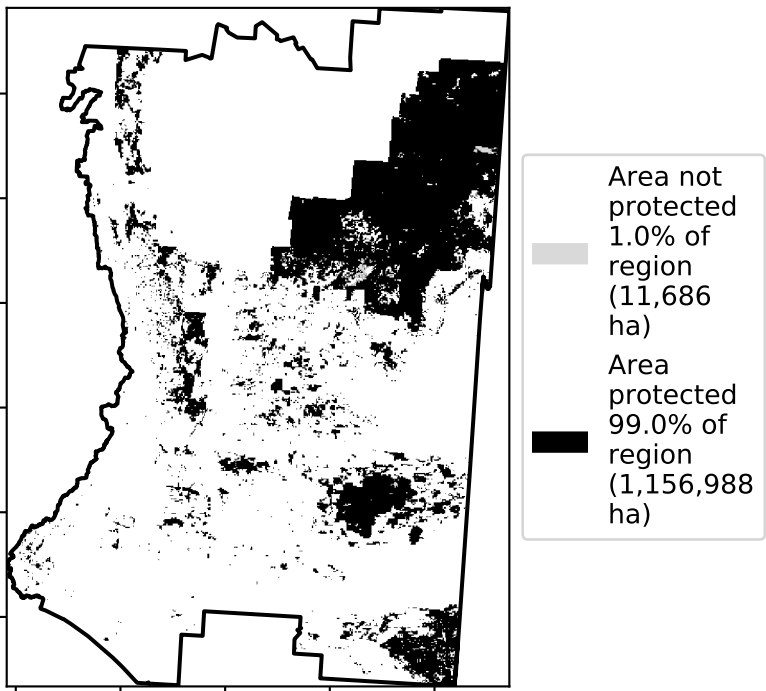 Area not
protected
1.0% of
region
(11,686
ha)
Area
protected
99.0% of
region
(1,156,988
ha)